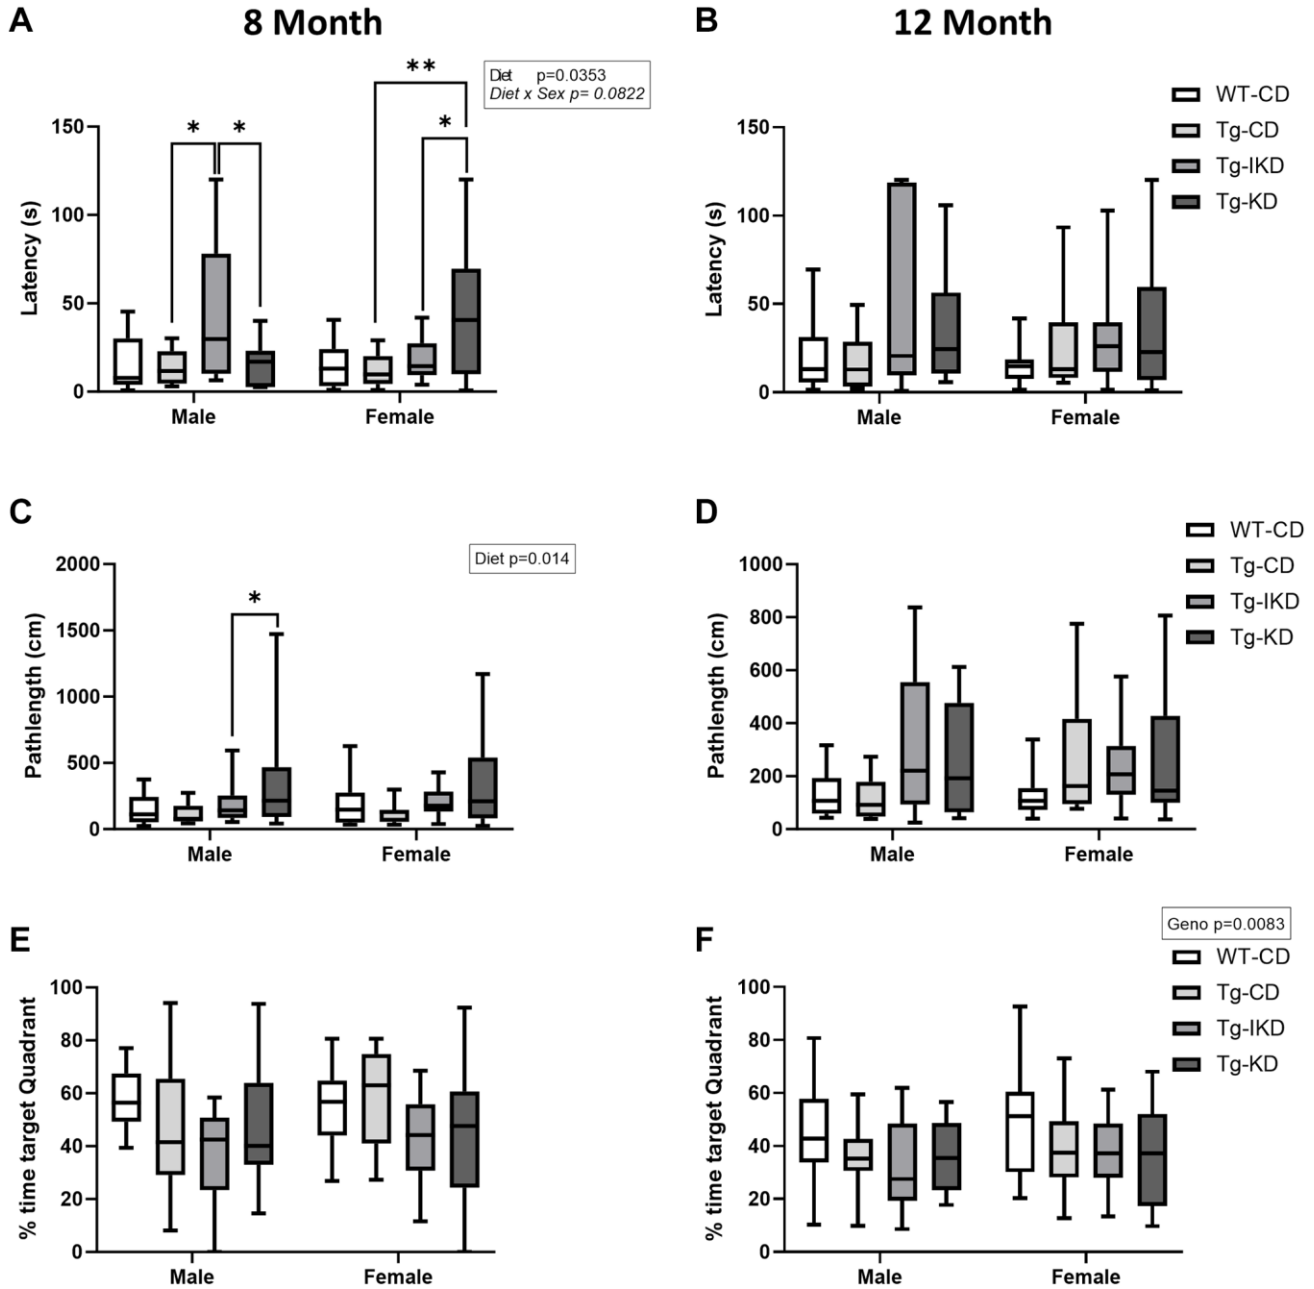 A
8 Month
B
12 Month
**
Diet p=0.0353
Diet x Sex p= 0.0822
*
*
*
150
100
50
0
Latency (s)
Male
Female
150
100
50
0
Latency (s)
Male
Female
WT-CD
Tg-CD
Tg-IKD
Tg-KD
C
Diet p=0.014
*
2000
1500
1000
500
0
Pathlength (cm)
Male
Female
D
1000
800
600
400
200
0
Pathlength (cm)
Male
Female
WT-CD
Tg-CD
Tg-IKD
Tg-KD
E
100
80
60
40
20
0
% time target Quadrant
Male
Female
F
Geno p=0.0083
100
80
60
40
20
0
% time target Quadrant
Male
Female
WT-CD
Tg-CD
Tg-IKD
Tg-KD